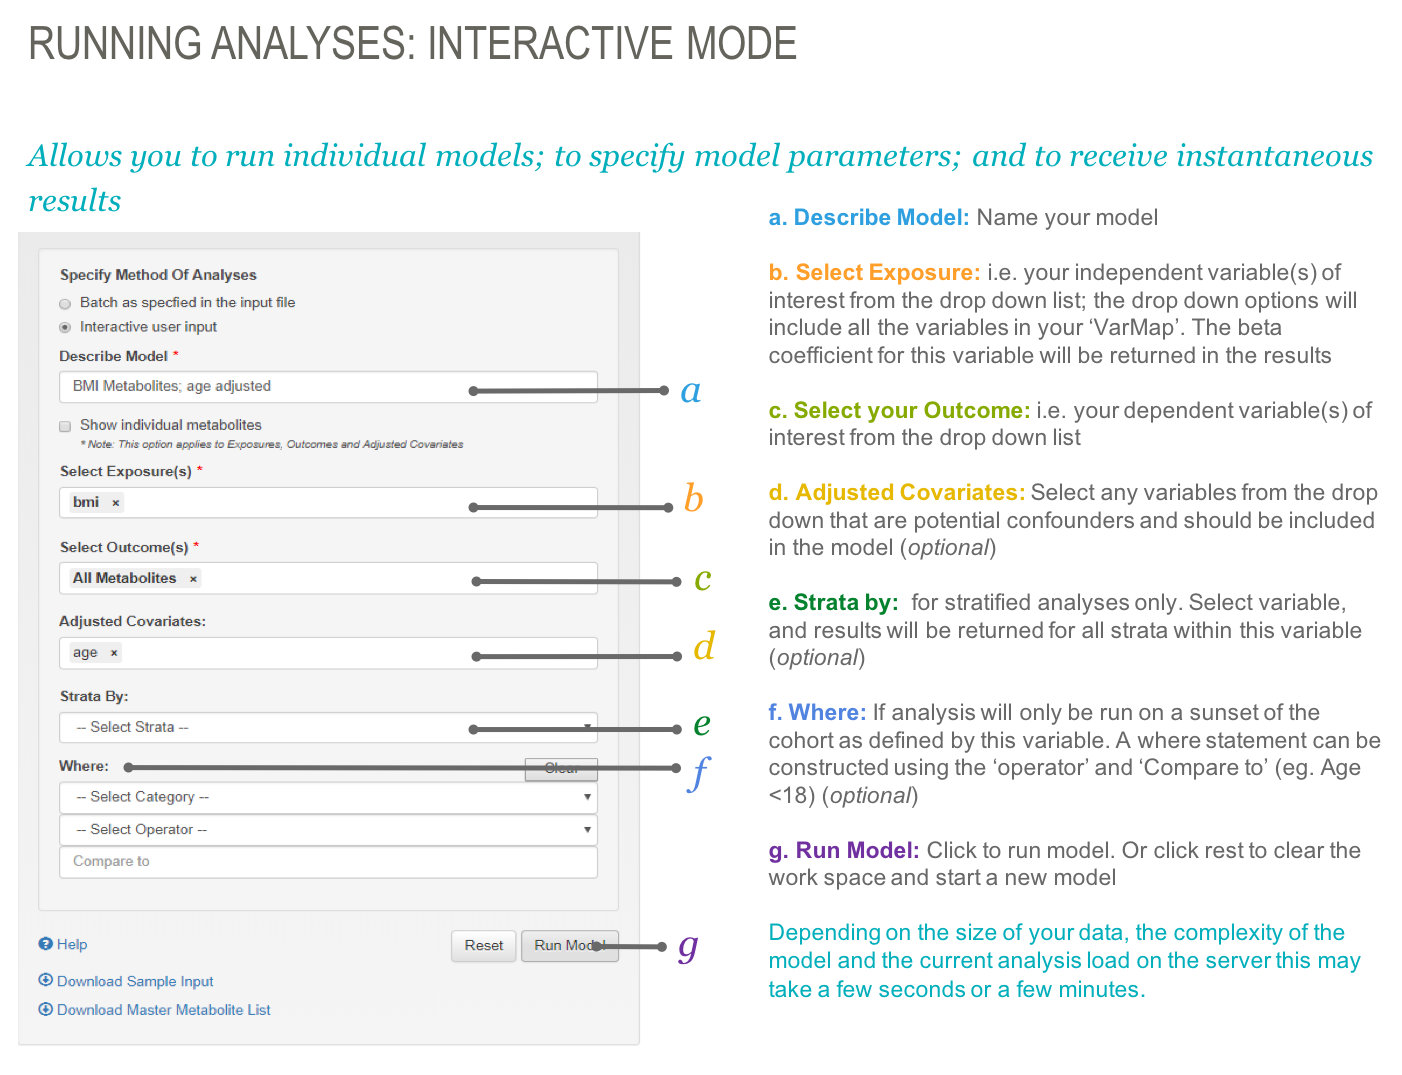 RUNNING ANALYSES: INTERACTIVE MODE
Allows you to run individual models; to specify model parameters; and to receive instantaneous
results
Specify Method Of Analyses
Batch as specfied in the input file
Interactive user input
Describe Model *
BMI Metabolites; age adjusted
a
Show individual metabolites
* Note: This option applies to Exposures, Outcomes and Adjusted Covariates
Select Exposure(s) *
bmi ×
b
Select Outcome(s) *
All Metabolites ×
c
Adjusted Covariates:
age ×
d
Strata By:
-- Select Strata --
e
Where:
Clear
f
-- Select Category --
-- Select Operator --
Compare to
Help
Reset
Run Model
g
Download Sample Input
Download Master Metabolite List
a. Describe Model: Name your model
b. Select Exposure: i.e. your independent variable(s) of
interest from the drop down list; the drop down options will
include all the variables in your ‘VarMap’. The beta
coefficient for this variable will be returned in the results
c. Select your Outcome: i.e. your dependent variable(s) of
interest from the drop down list
d. Adjusted Covariates: Select any variables from the drop
down that are potential confounders and should be included
in the model (optional)
e. Strata by: for stratified analyses only. Select variable,
and results will be returned for all strata within this variable
(optional)
f. Where: If analysis will only be run on a sunset of the
cohort as defined by this variable. A where statement can be
constructed using the ‘operator’ and ‘Compare to’ (eg. Age
<18) (optional)
g. Run Model: Click to run model. Or click rest to clear the
work space and start a new model
Depending on the size of your data, the complexity of the
model and the current analysis load on the server this may
take a few seconds or a few minutes.